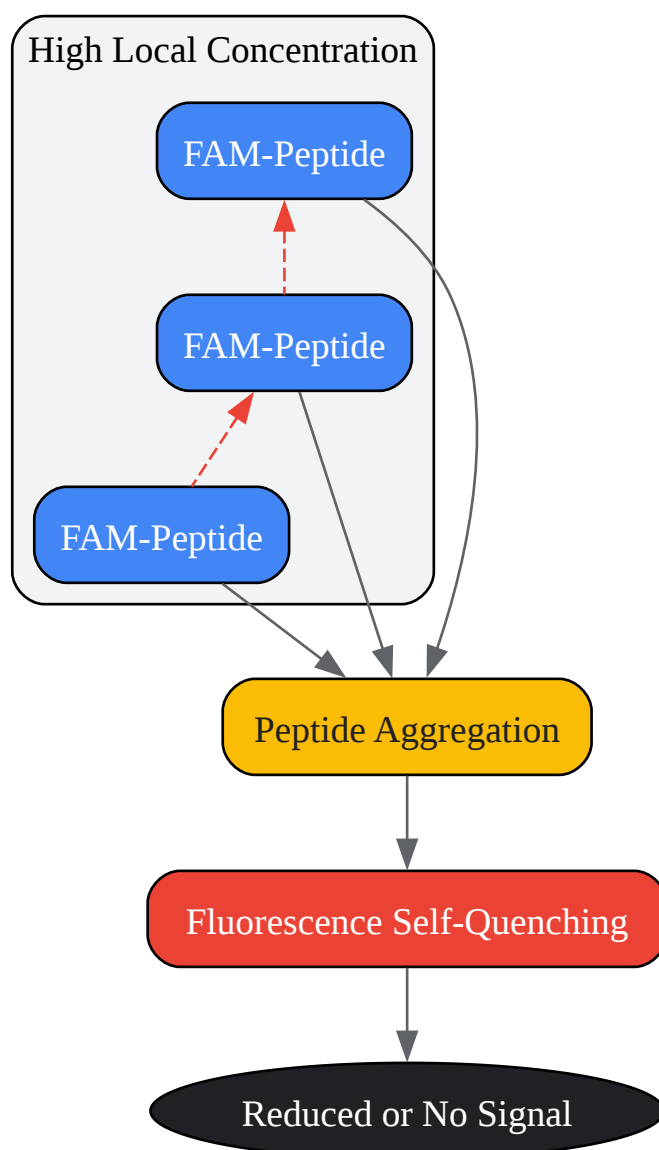 High Local Concentration
FAM-Peptide
FAM-Peptide
FAM-Peptide
Peptide Aggregation
Fluorescence Self-Quenching
Reduced or No Signal